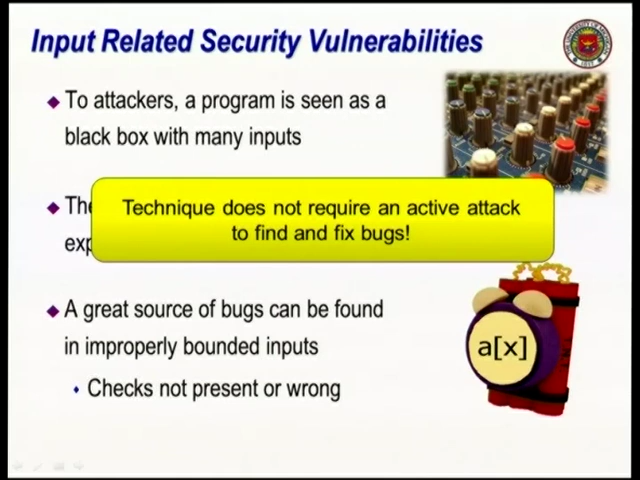 Input Related Security Vulnerabilities
To attackers, a program is seen as a
black box with many inputs
Technique does not require an active attack
to find and fix bugs!
A great source of bugs can be found
in improperly bounded inputs
a[x]
Checks not present or wrong